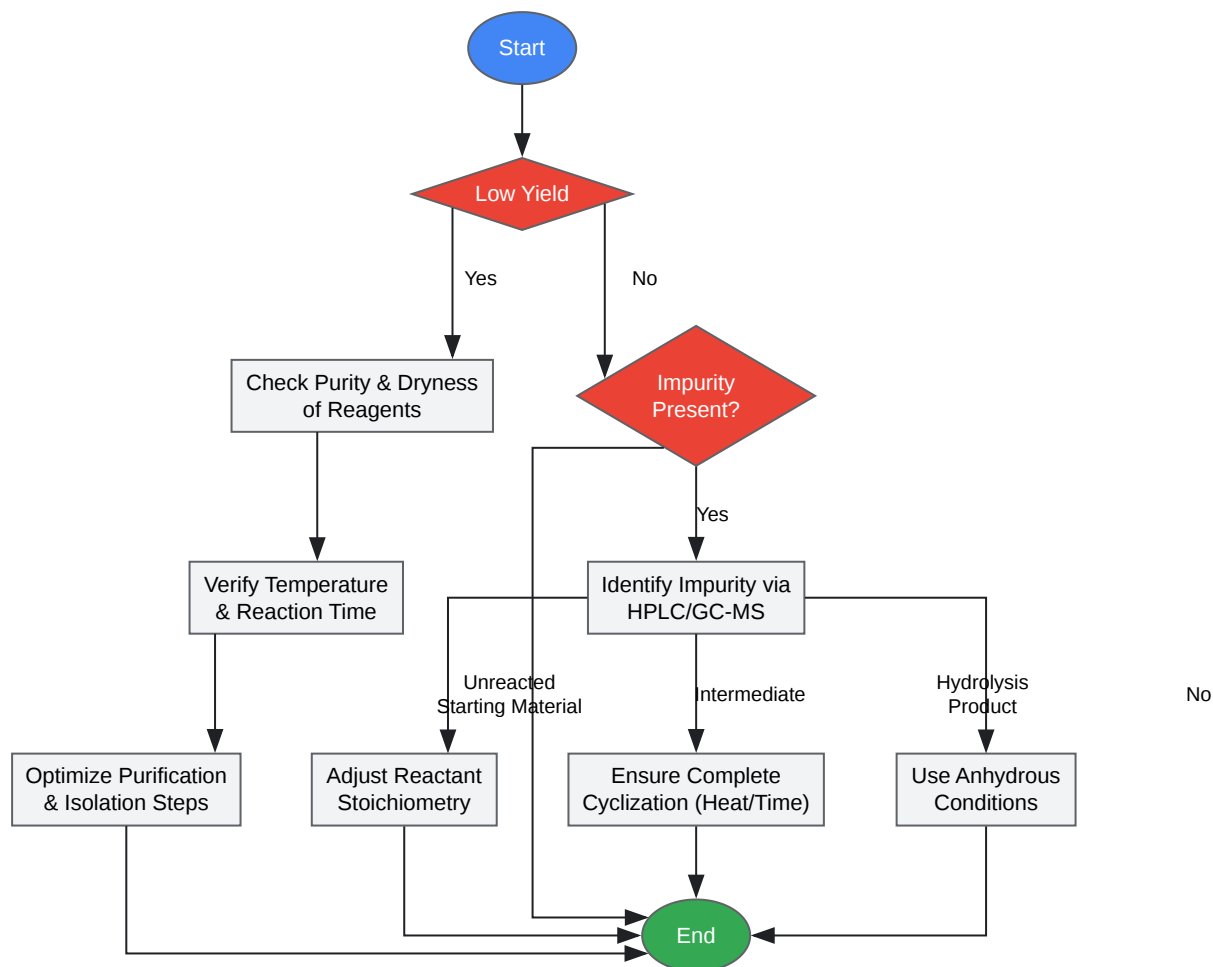 Start
Low Yield
Yes
No
Check Purity & Dryness
of Reagents
Impurity
Present?
Yes
Verify Temperature
& Reaction Time
Identify Impurity via
HPLC/GC-MS
Unreacted
Starting Material
Intermediate
Hydrolysis
Product
No
Optimize Purification
& Isolation Steps
Adjust Reactant
Stoichiometry
Ensure Complete
Cyclization (Heat/Time)
Use Anhydrous
Conditions
End